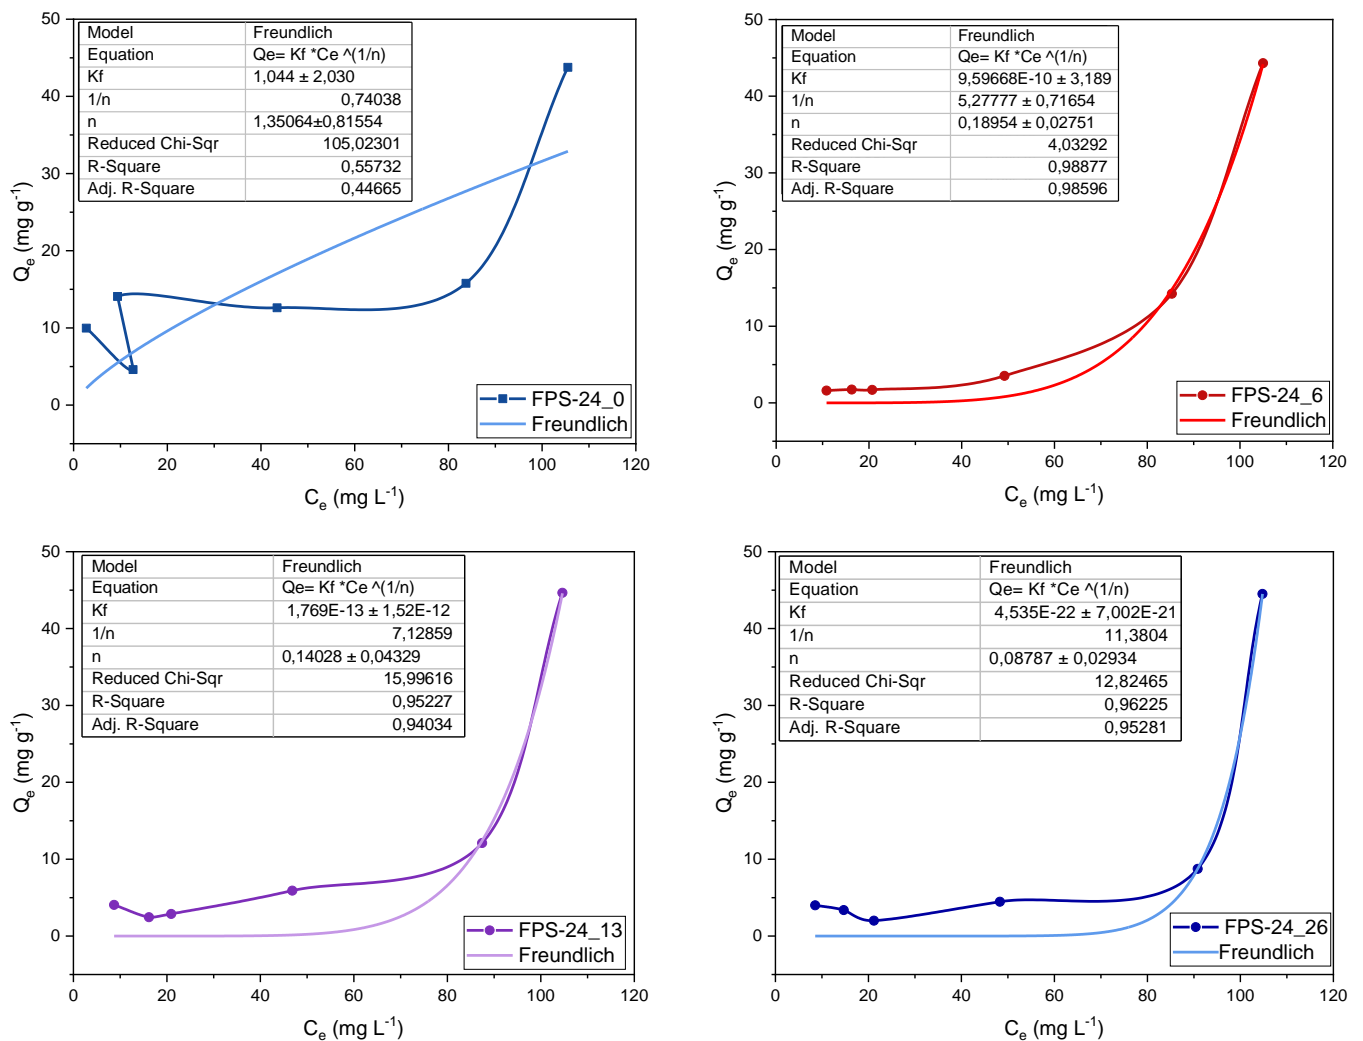 Model Freundlich
Equation Qe= Kf *Ce ^(1/n)
Kf 1,044 ± 2,030
1/n 0,74038
n 1,35064±0,81554
Reduced Chi-Sqr 105,02301
R-Square 0,55732
Adj. R-Square 0,44665
50
40
30
20
10
0
Qe (mg g-1)
FPS-24_0
Freundlich
0 20 40 60 80 100 120
Ce (mg L-1)
Model Freundlich
Equation Qe= Kf *Ce ^(1/n)
Kf 9,59668E-10 ± 3,189
1/n 5,27777 ± 0,71654
n 0,18954 ± 0,02751
Reduced Chi-Sqr 4,03292
R-Square 0,98877
Adj. R-Square 0,98596
50
40
30
20
10
0
Qe (mg g-1)
FPS-24_6
Freundlich
0 20 40 60 80 100 120
Ce (mg L-1)
Model Freundlich
Equation Qe= Kf *Ce ^(1/n)
Kf 1,769E-13 ± 1,52E-12
1/n 7,12859
n 0,14028 ± 0,04329
Reduced Chi-Sqr 15,99616
R-Square 0,95227
Adj. R-Square 0,94034
50
40
30
20
10
0
Qe (mg g-1)
FPS-24_13
Freundlich
0 20 40 60 80 100 120
Ce (mg L-1)
Model Freundlich
Equation Qe= Kf *Ce ^(1/n)
Kf 4,535E-22 ± 7,002E-21
1/n 11,3804
n 0,08787 ± 0,02934
Reduced Chi-Sqr 12,82465
R-Square 0,96225
Adj. R-Square 0,95281
50
40
30
20
10
0
Qe (mg g-1)
FPS-24_26
Freundlich
0 20 40 60 80 100 120
Ce (mg L-1)